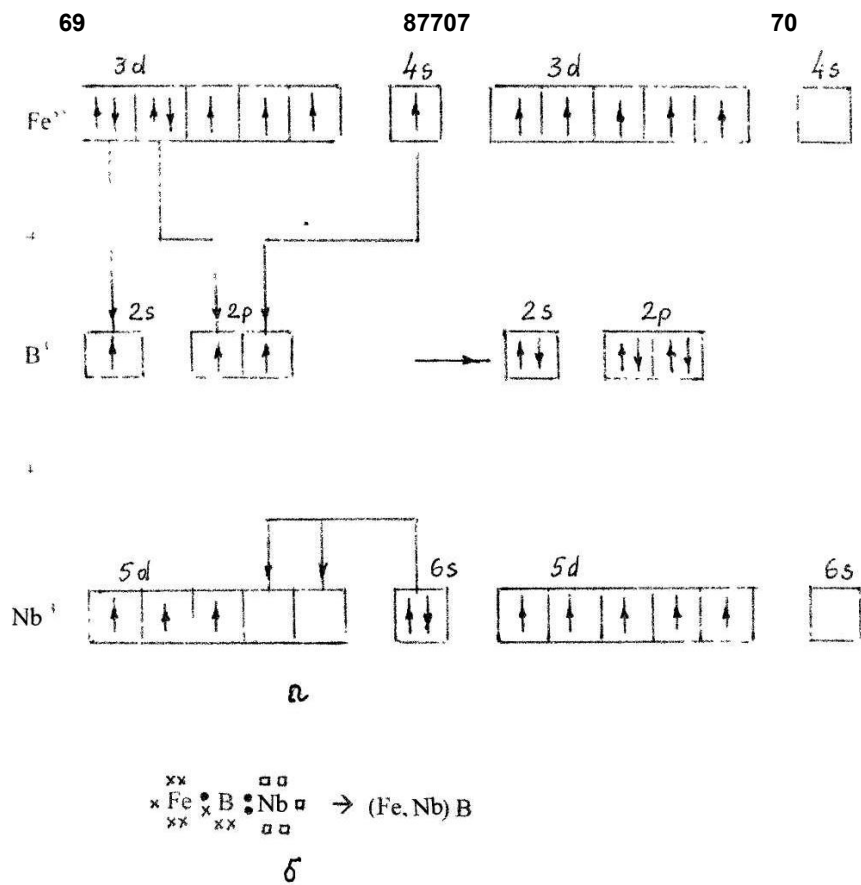 69 87707 70
3d 4s 3d 4s
Fe
2s 2p 2s 2p
B
5d 6s 5d 6s
Nb
а
Fe B Nb → (Fe, Nb) B
б